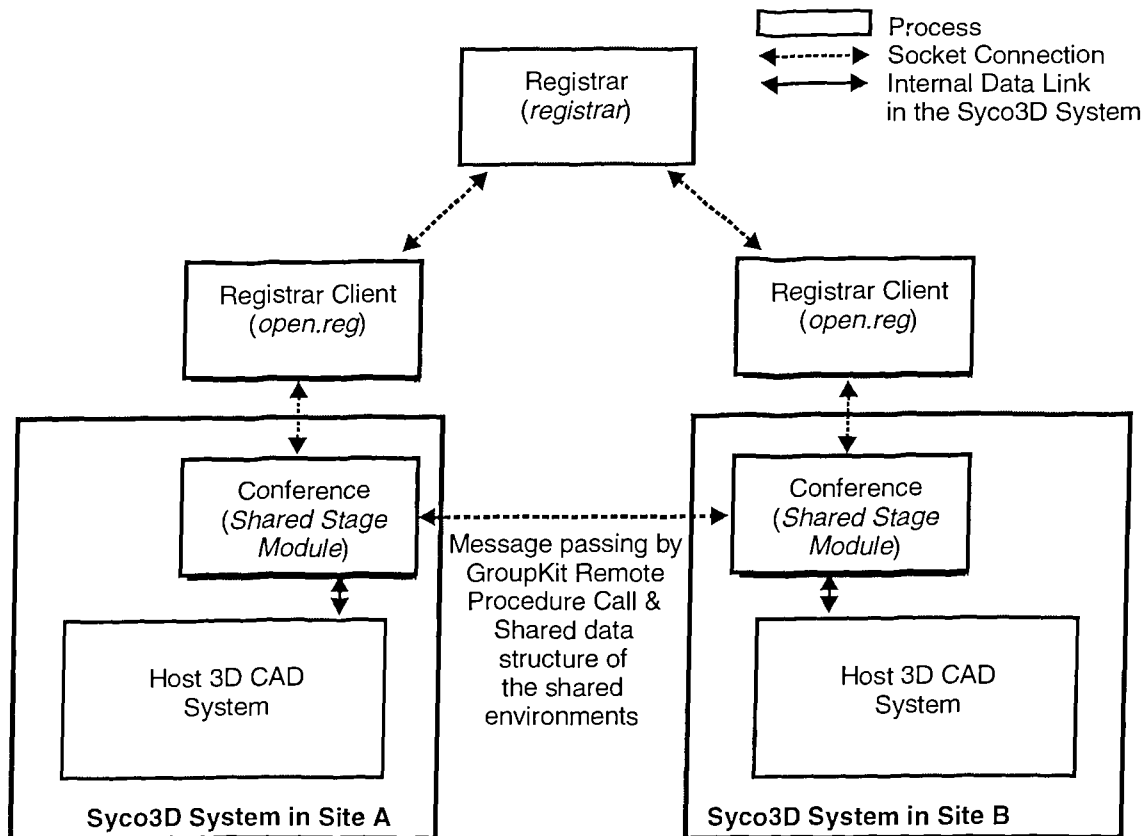 Process
Socket Connection
Internal Data Link
in the Syco3D System
Registrar
(registrar)
Registrar Client
(open.reg)
Registrar Client
(open.reg)
Conference
(Shared Stage
Module)
Conference
(Shared Stage
Module)
Message passing by
GroupKit Remote
Procedure Call &
Shared data
structure of
the shared
environments
Host 3D CAD
System
Host 3D CAD
System
Syco3D System in Site A
Syco3D System in Site B